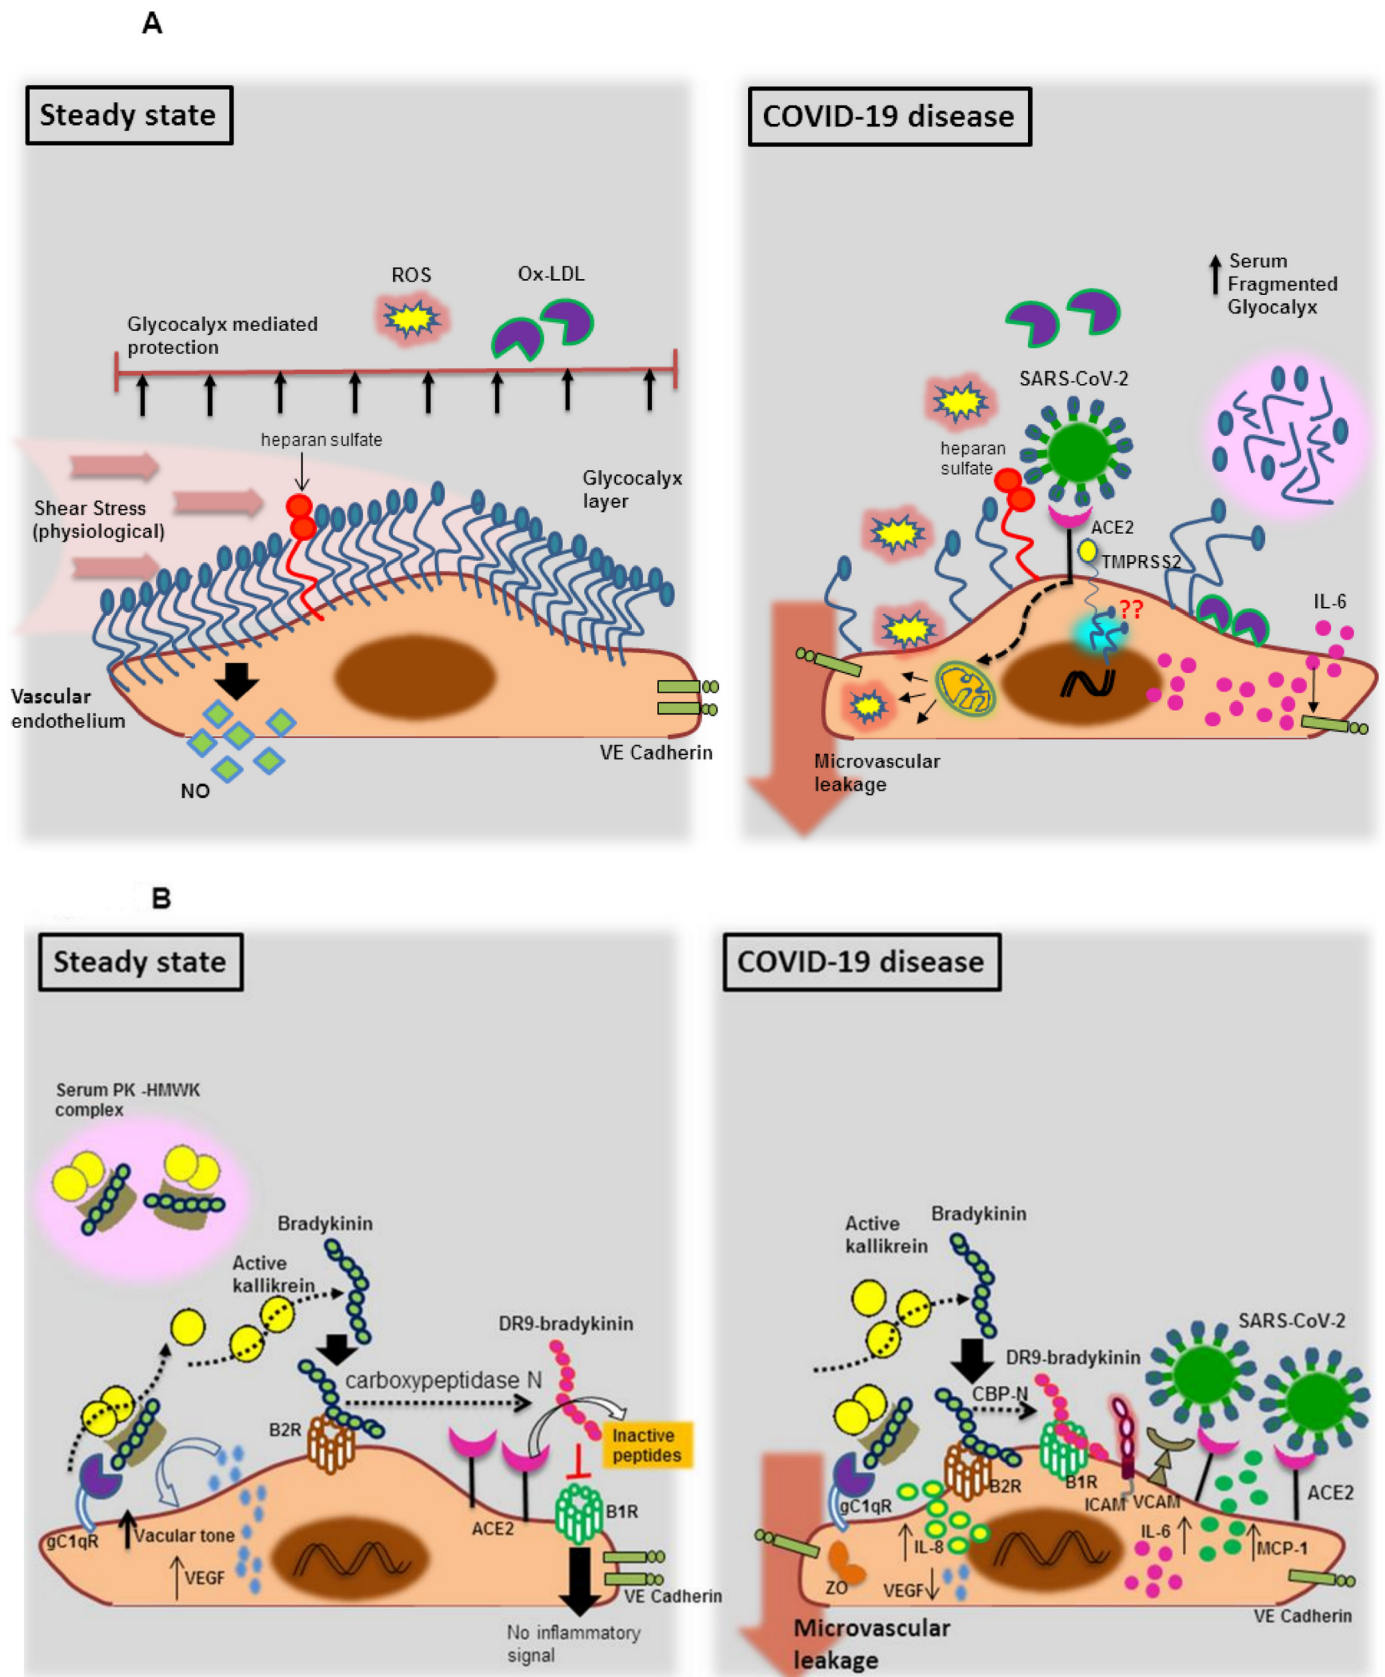 A
Steady state
COVID-19 disease
ROS
Ox-LDL
Glycocalyx mediated
protection
heparan sulfate
Glycocalyx
layer
Shear Stress
(physiological)
Vascular
endothelium
NO
VE Cadherin
Serum
Fragmented
Glyocalyx
SARS-CoV-2
heparan
sulfate
ACE2
TMPRSS2
??
IL-6
Microvascular
leakage
B
Steady state
COVID-19 disease
Serum PK -HMWK
complex
Bradykinin
Active
kallikrein
DR9-bradykinin
carboxypeptidase N
B2R
Inactive
peptides
gC1qR
Vacular tone
VEGF
ACE2
B1R
VE Cadherin
No inflammatory
signal
Active
kallikrein
Bradykinin
SARS-CoV-2
DR9-bradykinin
CBP-N
B2R
B1R
ICAM
VCAM
ACE2
gC1qR
IL-8
IL-6
MCP-1
ZO
VEGF
VE Cadherin
Microvascular
leakage